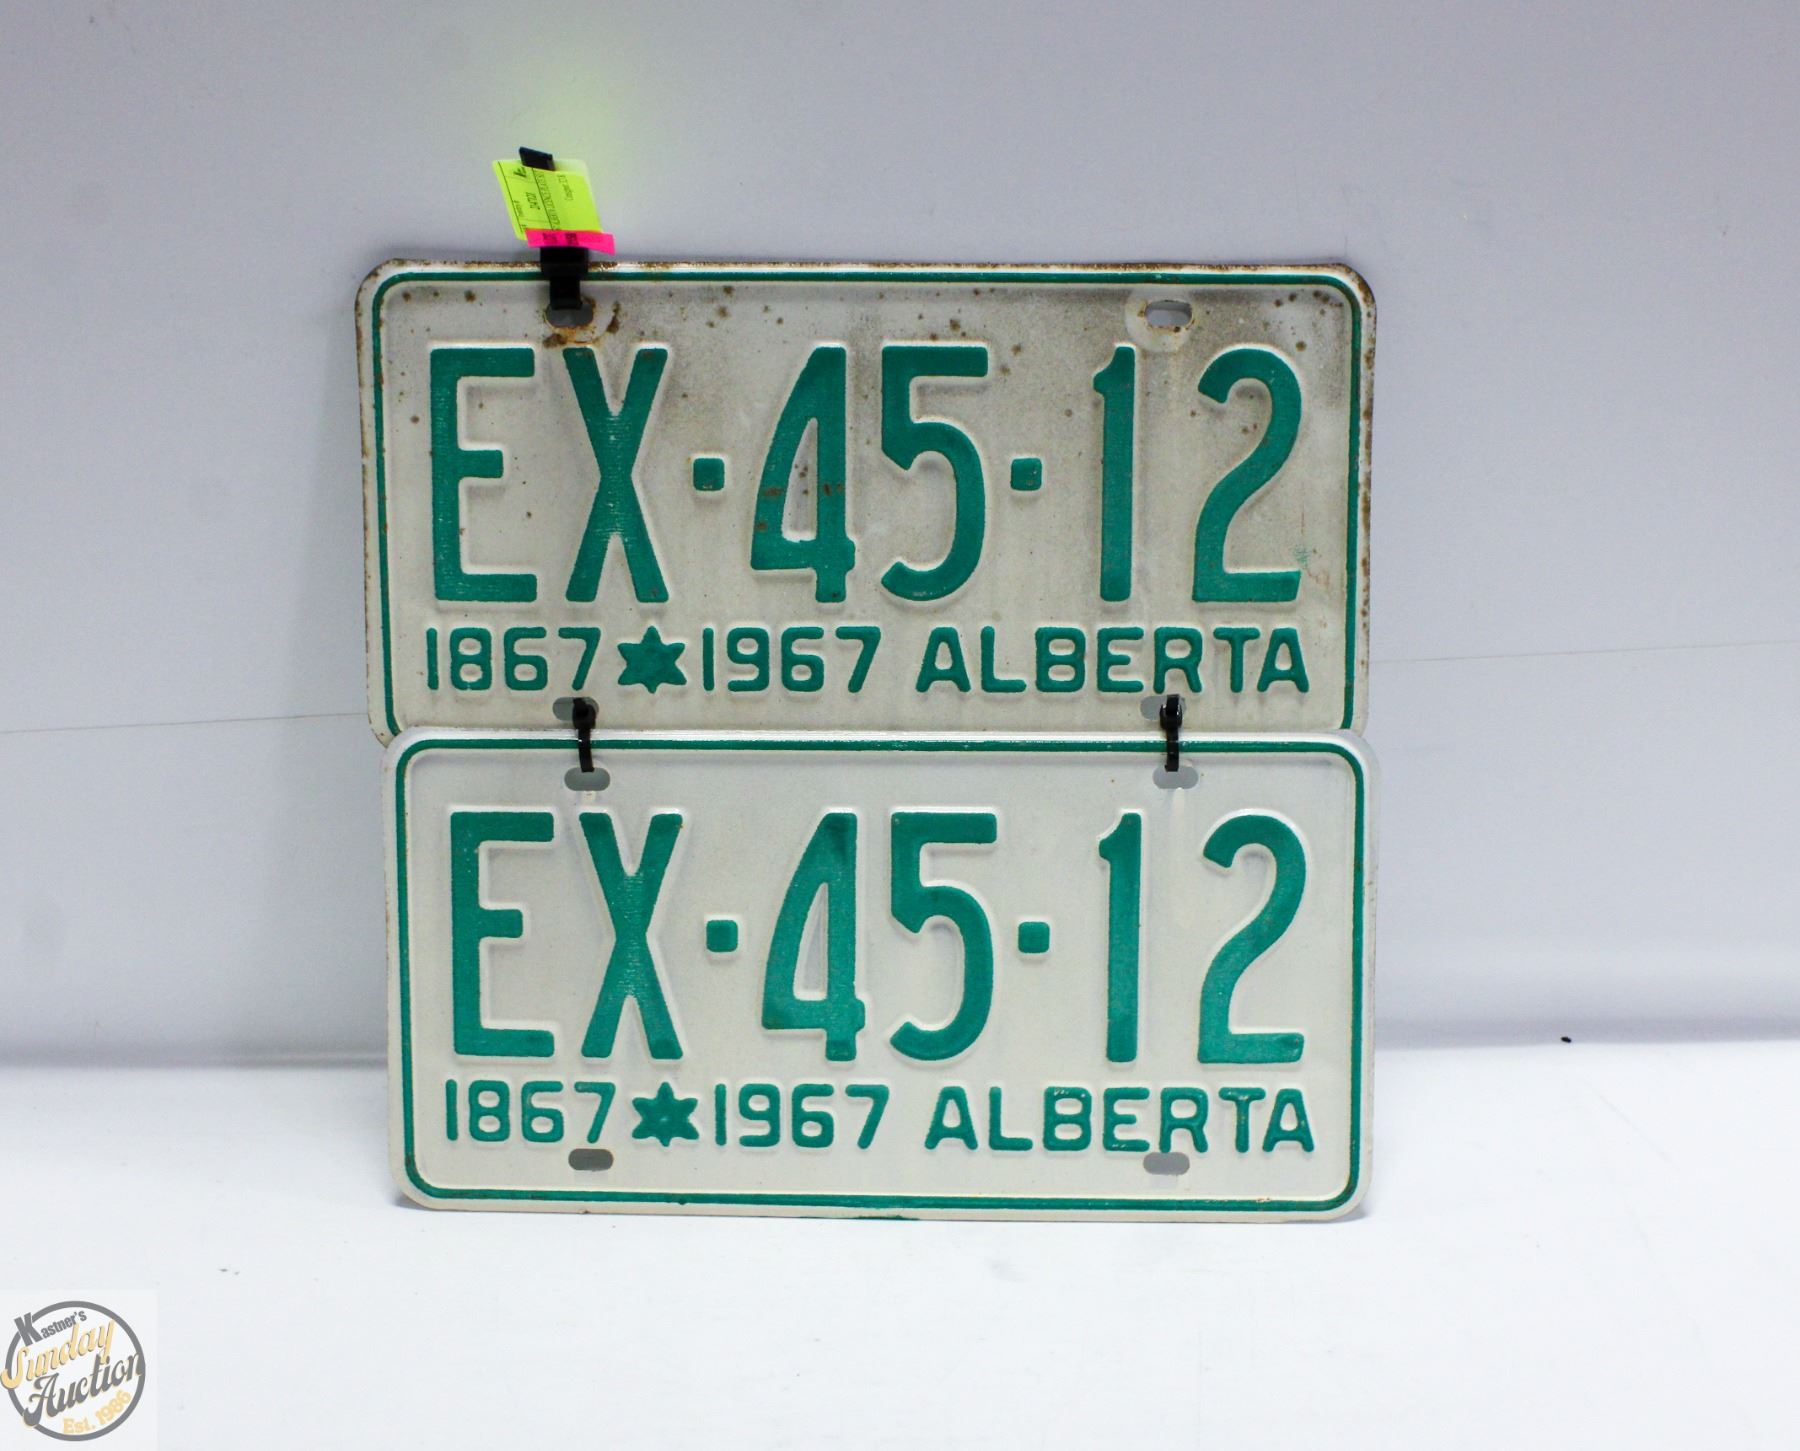 EX·45·12
1867★1967 ALBERTA
EX·45·12
1867★1967 ALBERTA
Kastner's
Sunday
Auction
Est. 1986